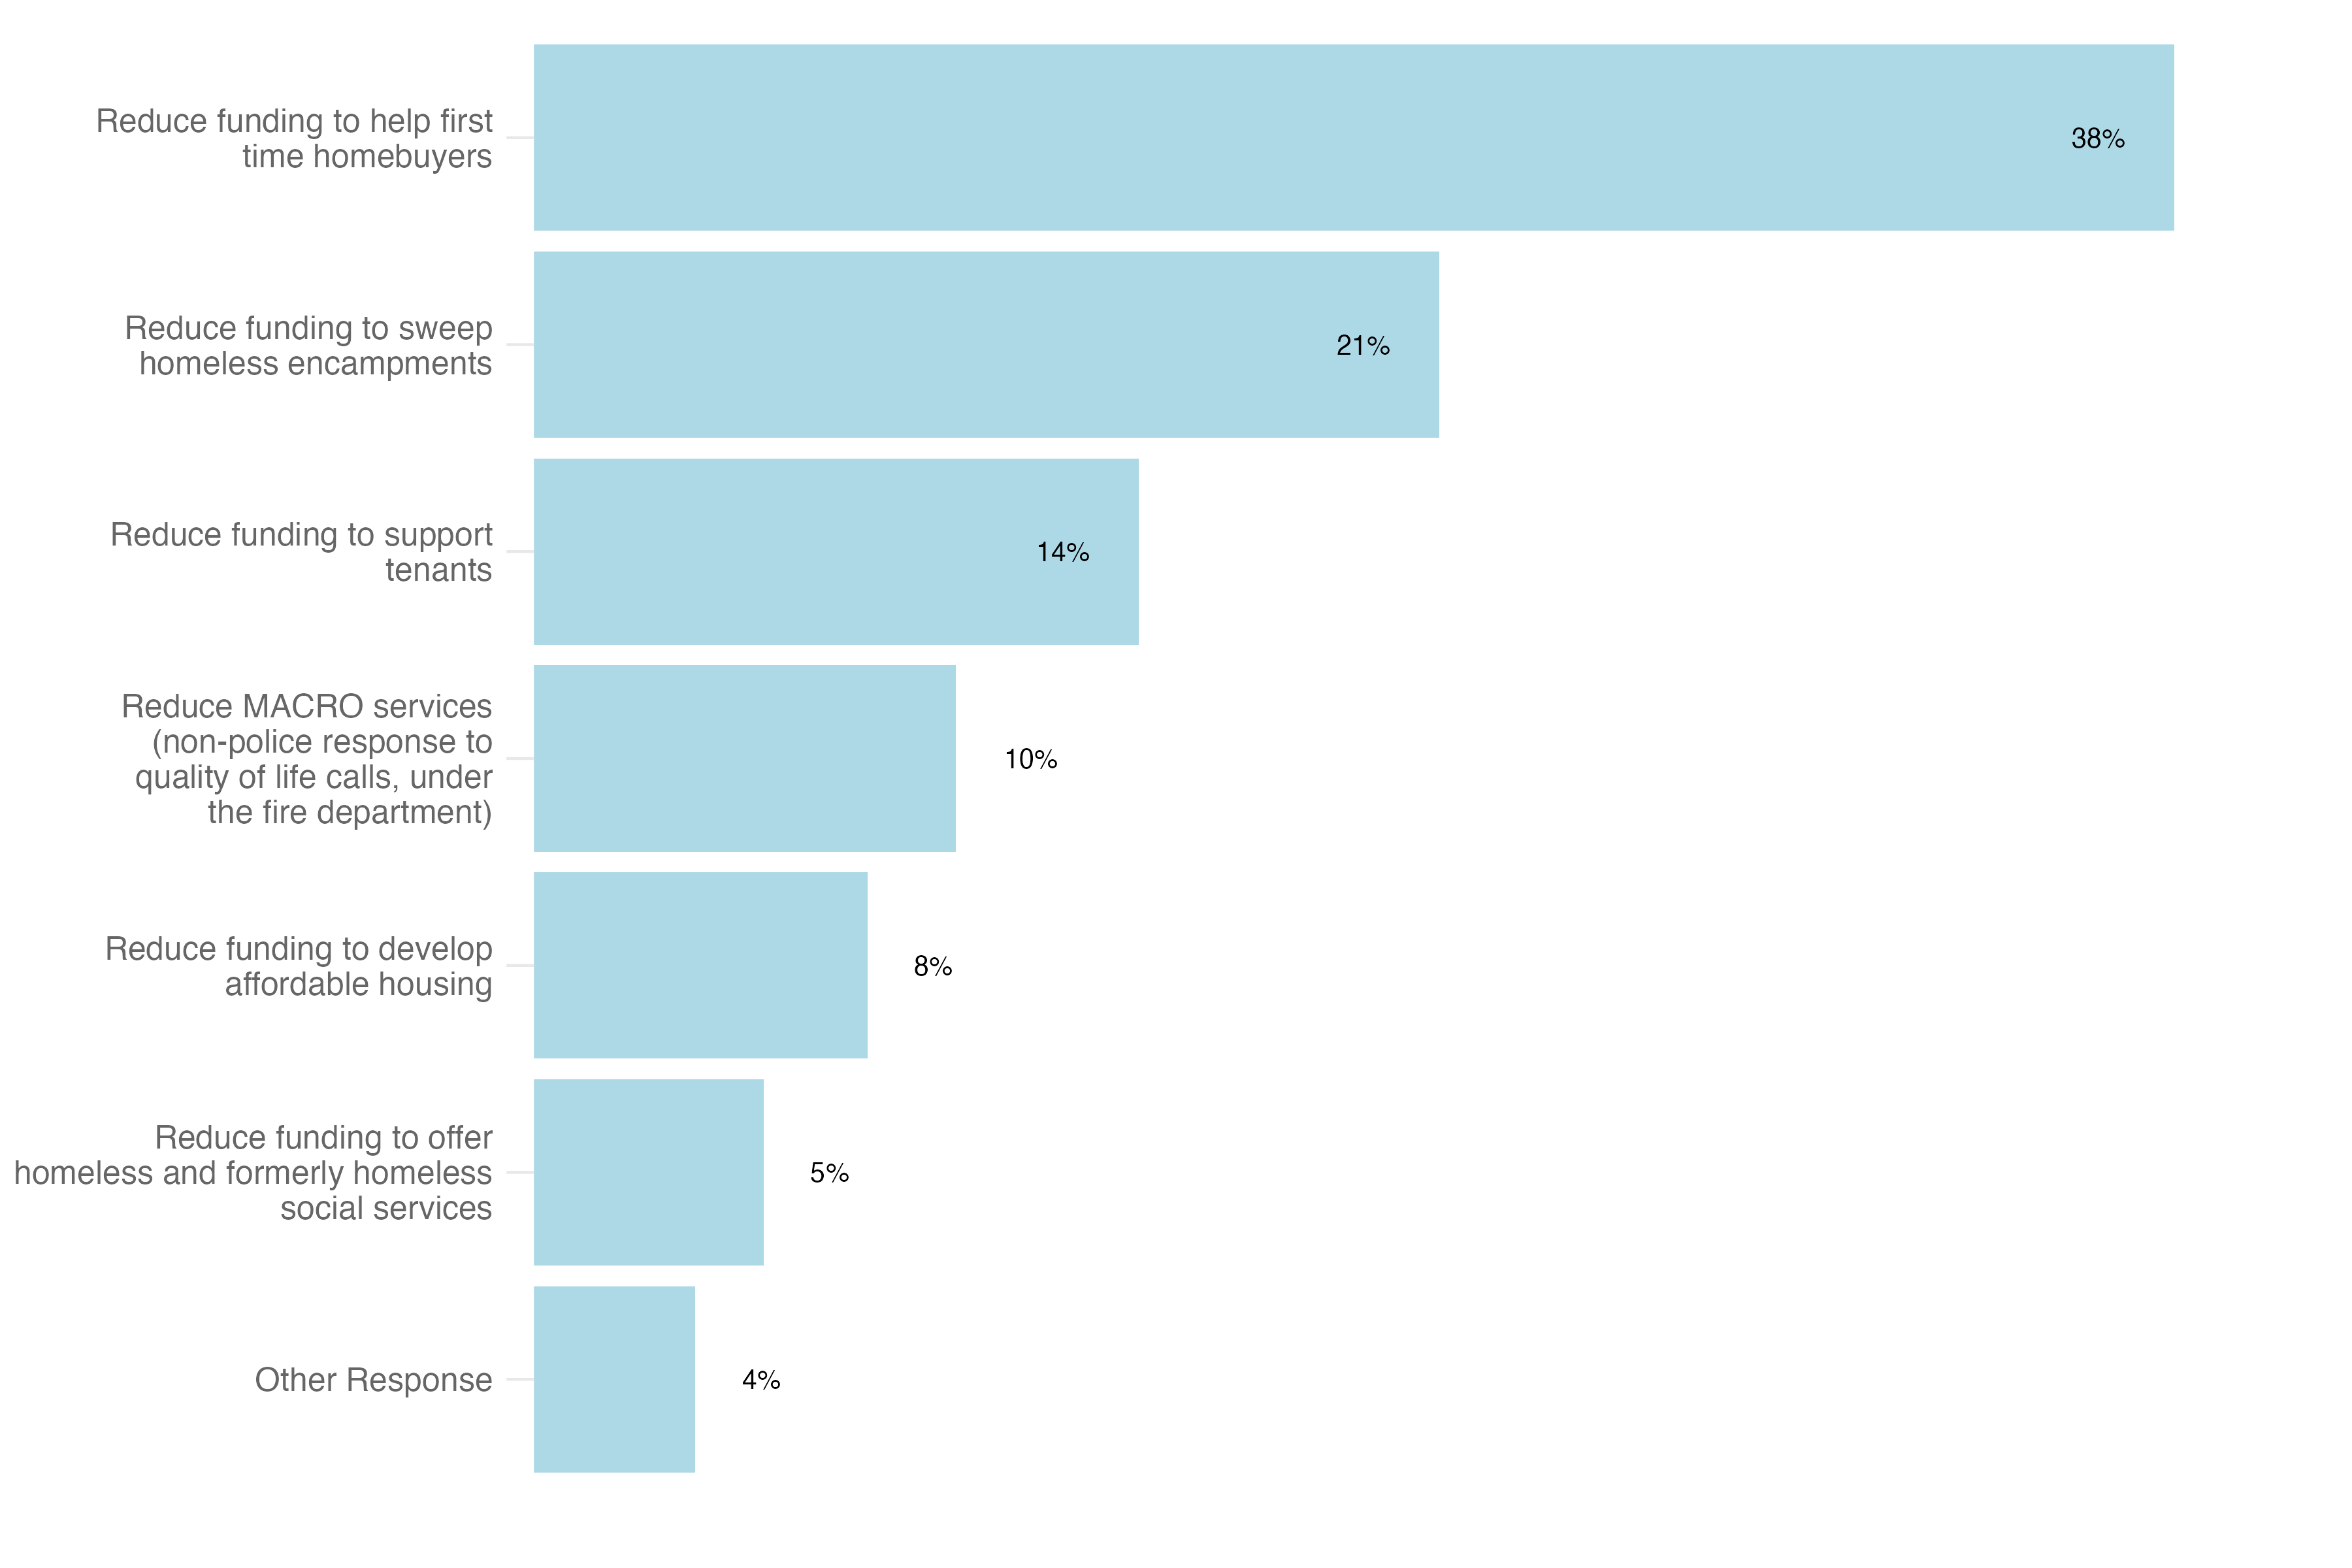 Reduce funding to help first
time homebuyers
38%
Reduce funding to sweep
homeless encampments
21%
Reduce funding to support
tenants
14%
Reduce MACRO services
(non-police response to
quality of life calls, under
the fire department)
10%
Reduce funding to develop
affordable housing
8%
Reduce funding to offer
homeless and formerly homeless
social services
5%
Other Response
4%